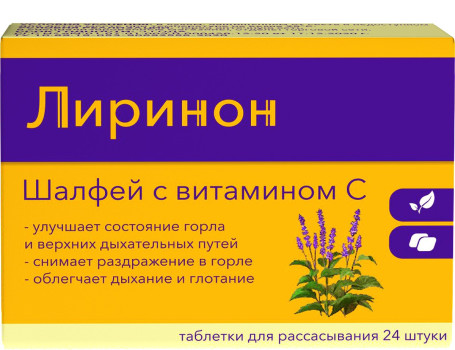 Лиринон
Шалфей с витамином С
- улучшает состояние горла
и верхних дыхательных путей
- снимает раздражение в горле
- облегчает дыхание и глотание
таблетки для рассасывания 24 штуки